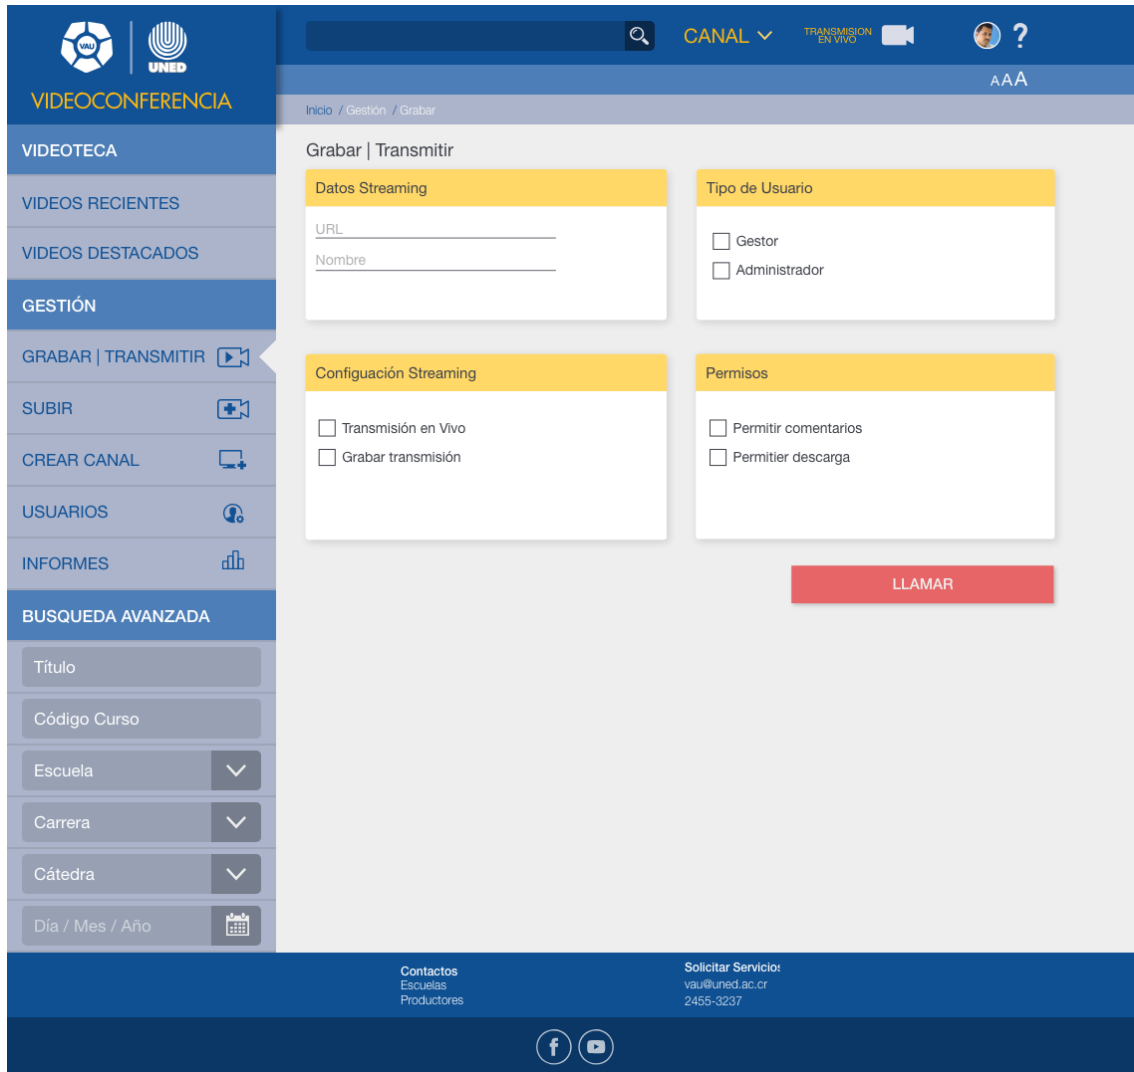 VAU
UNED
VIDEOCONFERENCIA
CANAL
TRANSMISION
EN VIVO
?
AAA
Inicio / Gestión / Grabar
VIDEOTECA
VIDEOS RECIENTES
VIDEOS DESTACADOS
GESTIÓN
GRABAR | TRANSMITIR
SUBIR
CREAR CANAL
USUARIOS
INFORMES
BUSQUEDA AVANZADA
Título
Código Curso
Escuela
Carrera
Cátedra
Día / Mes / Año
Grabar | Transmitir
Datos Streaming
URL
Nombre
Tipo de Usuario
Gestor
Administrador
Configuación Streaming
Transmisión en Vivo
Grabar transmisión
Permisos
Permitir comentarios
Permitier descarga
LLAMAR
Contactos
Escuelas
Productores
Solicitar Servicios
vau@uned.ac.cr
2455-3237
f